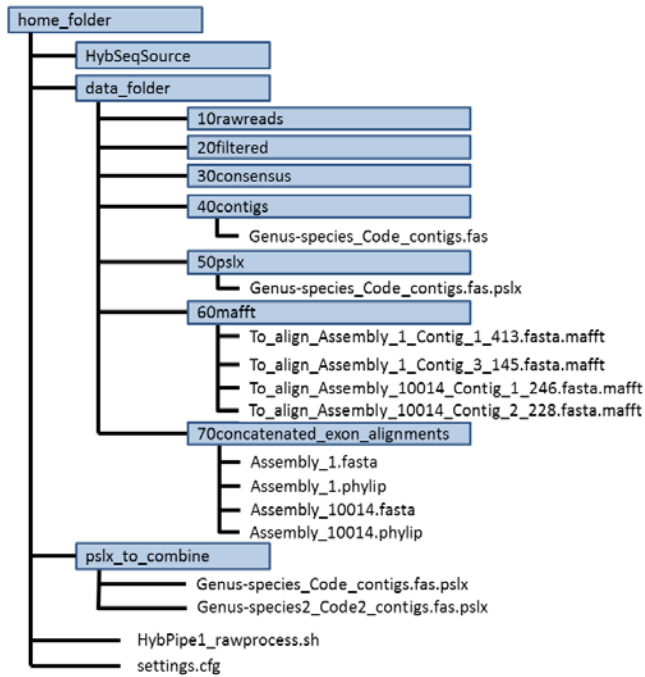 home_folder
HybSeqSource
data_folder
10rawreads
20filtered
30consensus
40contigs
Genus-species_Code_contigs.fas
50pslx
Genus-species_Code_contigs.fas.pslx
60mafft
To_align_Assembly_1_Contig_1_413.fasta.mafft
To_align_Assembly_1_Contig_3_145.fasta.mafft
To_align_Assembly_10014_Contig_1_246.fasta.mafft
To_align_Assembly_10014_Contig_2_228.fasta.mafft
70concatenated_exon_alignments
Assembly_1.fasta
Assembly_1.phylip
Assembly_10014.fasta
Assembly_10014.phylip
pslx_to_combine
Genus-species_Code_contigs.fas.pslx
Genus-species2_Code2_contigs.fas.pslx
HybPipe1_rawprocess.sh
settings.cfg